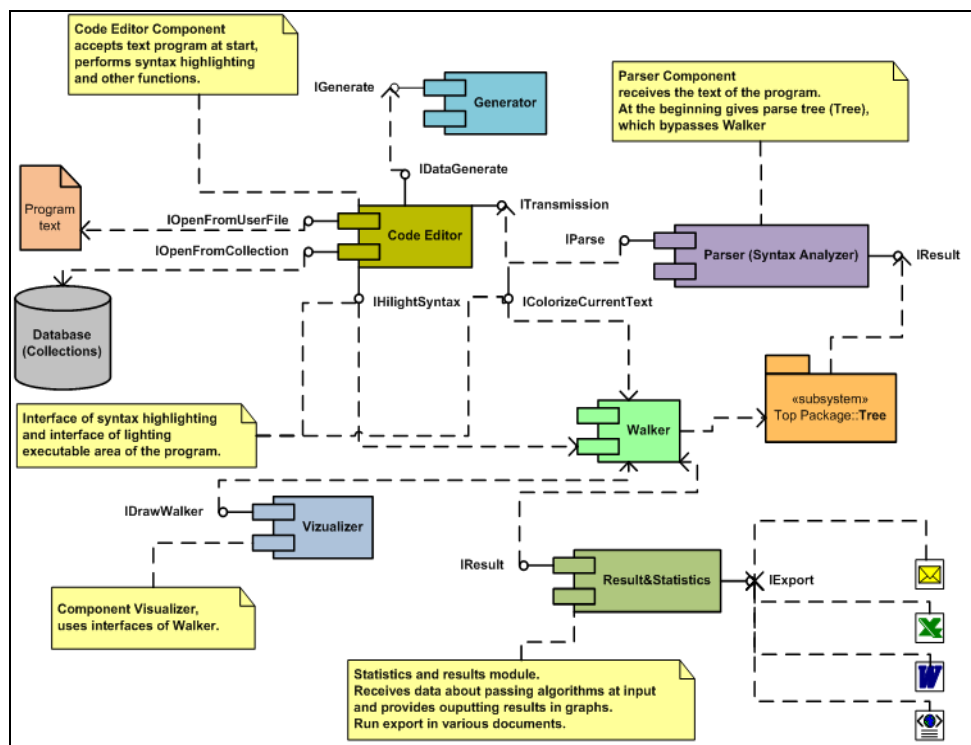 Code Editor Component
accepts text program at start,
performs syntax highlighting
and other functions.
IGenerate
Generator
Parser Component
receives the text of the program.
At the beginning gives parse tree (Tree),
which bypasses Walker
IDataGenerate
Program
text
IOpenFromUserFile
IOpenFromCollection
Code Editor
ITransmission
IParse
Parser (Syntax Analyzer)
IResult
IHilightSyntax
IColorizeCurrentText
Database
(Collections)
«subsystem»
Top Package::Tree
Interface of syntax highlighting
and interface of lighting
executable area of the program.
Walker
IDrawWalker
Vizualizer
IResult
Result&Statistics
IExport
Component Visualizer,
uses interfaces of Walker.
Statistics and results module.
Receives data about passing algorithms at input
and provides ouputting results in graphs.
Run export in various documents.
X
W